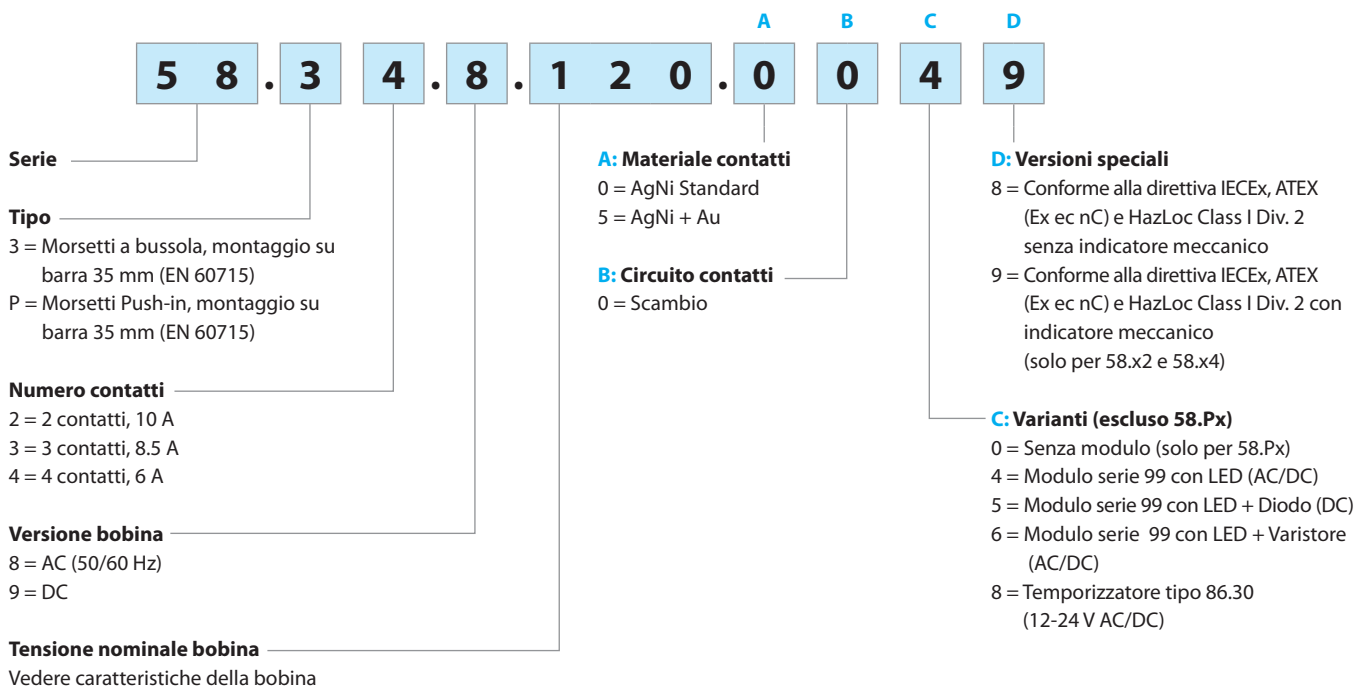 A B C D
5 8 . 3 4 . 8 . 1 2 0 . 0 0 4 9
Serie
Tipo
3 = Morsetti a bussola, montaggio su
barra 35 mm (EN 60715)
P = Morsetti Push-in, montaggio su
barra 35 mm (EN 60715)
Numero contatti
2 = 2 contatti, 10 A
3 = 3 contatti, 8.5 A
4 = 4 contatti, 6 A
Versione bobina
8 = AC (50/60 Hz)
9 = DC
Tensione nominale bobina
Vedere caratteristiche della bobina
A: Materiale contatti
0 = AgNi Standard
5 = AgNi + Au
B: Circuito contatti
0 = Scambio
D: Versioni speciali
8 = Conforme alla direttiva IECEx, ATEX
(Ex ec nC) e HazLoc Class I Div. 2
senza indicatore meccanico
9 = Conforme alla direttiva IECEx, ATEX
(Ex ec nC) e HazLoc Class I Div. 2 con
indicatore meccanico
(solo per 58.x2 e 58.x4)
C: Varianti (escluso 58.Px)
0 = Senza modulo (solo per 58.Px)
4 = Modulo serie 99 con LED (AC/DC)
5 = Modulo serie 99 con LED + Diodo (DC)
6 = Modulo serie 99 con LED + Varistore
(AC/DC)
8 = Temporizzatore tipo 86.30
(12-24 V AC/DC)